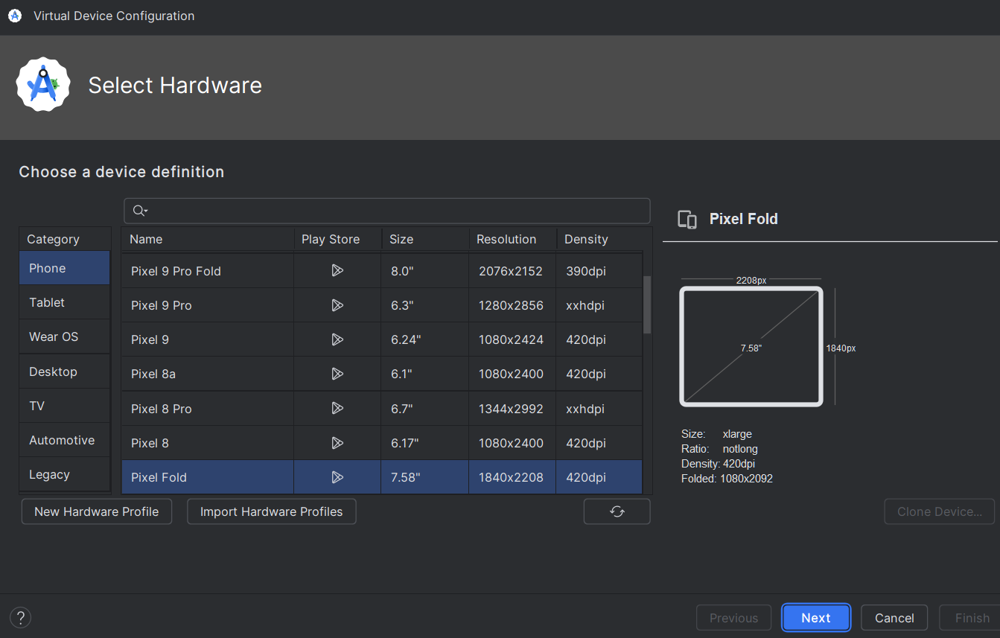 Virtual Device Configuration
Select Hardware
Choose a device definition
Category
Phone
Tablet
Wear OS
Desktop
TV
Automotive
Legacy
Name Play Store Size Resolution Density
Pixel 9 Pro Fold 8.0" 2076x2152 390dpi
Pixel 9 Pro 6.3" 1280x2856 xxhdpi
Pixel 9 6.24" 1080x2424 420dpi
Pixel 8a 6.1" 1080x2400 420dpi
Pixel 8 Pro 6.7" 1344x2992 xxhdpi
Pixel 8 6.17" 1080x2400 420dpi
Pixel Fold 7.58" 1840x2208 420dpi
New Hardware Profile Import Hardware Profiles
Pixel Fold
2208px
7.58"
1840px
Size: xlarge
Ratio: notlong
Density: 420dpi
Folded: 1080x2092
Clone Device...
? Previous Next Cancel Finish